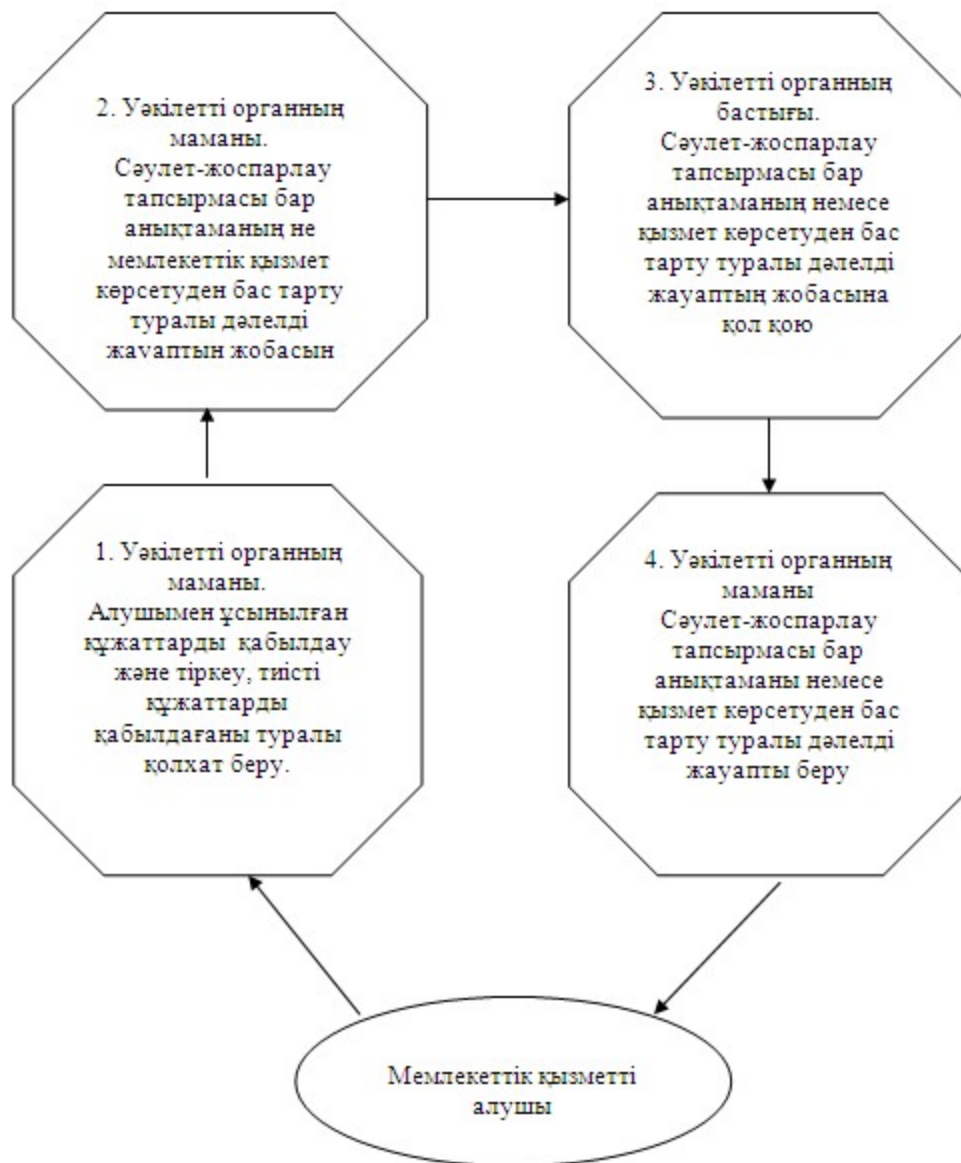 2. Уәкілетті органның
маманы.
Сәулет-жоспарлау
тапсырмасы бар
анықтаманың не
мемлекеттік қызмет
көрсетуден бас тарту
туралы дәлелді
жауаптың жобасын
3. Уәкілетті органның
бастығы.
Сәулет-жоспарлау
тапсырмасы бар
анықтаманың немесе
қызмет көрсетуден бас
тарту туралы дәлелді
жауаптың жобасына
қол қою
1. Уәкілетті органның
маманы.
Алушымен ұсынылған
құжаттарды қабылдау
және тіркеу, тиісті
құжаттарды
қабылдағаны туралы
қолхат беру.
4. Уәкілетті органның
маманы
Сәулет-жоспарлау
тапсырмасы бар
анықтаманы немесе
қызмет көрсетуден бас
тарту туралы дәлелді
жауапты беру
Мемлекеттік қызметті
алушы